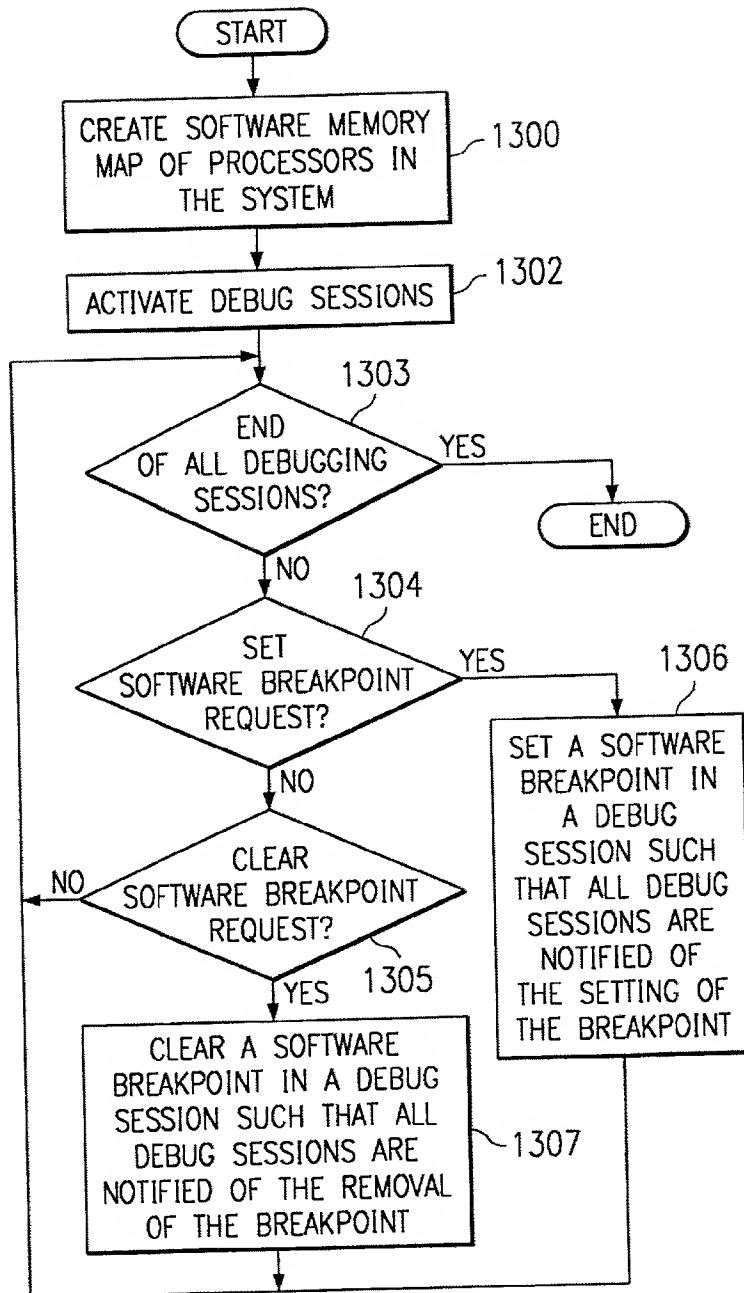 START
CREATE SOFTWARE MEMORY
MAP OF PROCESSORS IN
THE SYSTEM
1300
ACTIVATE DEBUG SESSIONS
1302
1303
END
OF ALL DEBUGGING
SESSIONS?
YES
END
NO
1304
SET
SOFTWARE BREAKPOINT
REQUEST?
YES
1306
SET A SOFTWARE
BREAKPOINT IN
A DEBUG
SESSION SUCH
THAT ALL DEBUG
SESSIONS ARE
NOTIFIED OF
THE SETTING OF
THE BREAKPOINT
NO
CLEAR
SOFTWARE BREAKPOINT
REQUEST?
NO
1305
YES
CLEAR A SOFTWARE
BREAKPOINT IN A DEBUG
SESSION SUCH THAT ALL
DEBUG SESSIONS ARE
NOTIFIED OF THE REMOVAL
OF THE BREAKPOINT
1307